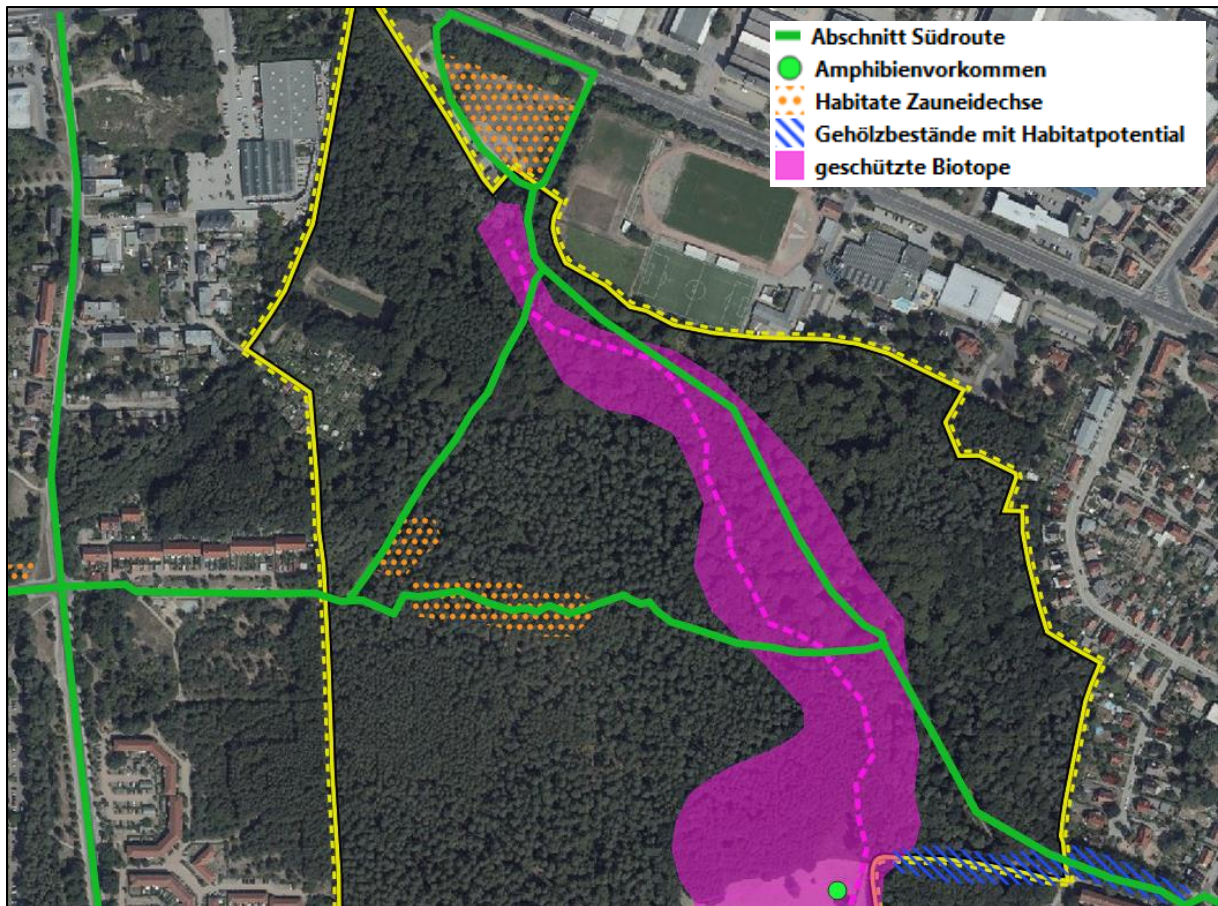 Abschnitt Südroute
Amphibienvorkommen
Habitate Zauneidechse
Gehölzbestände mit Habitatpotential
geschützte Biotope